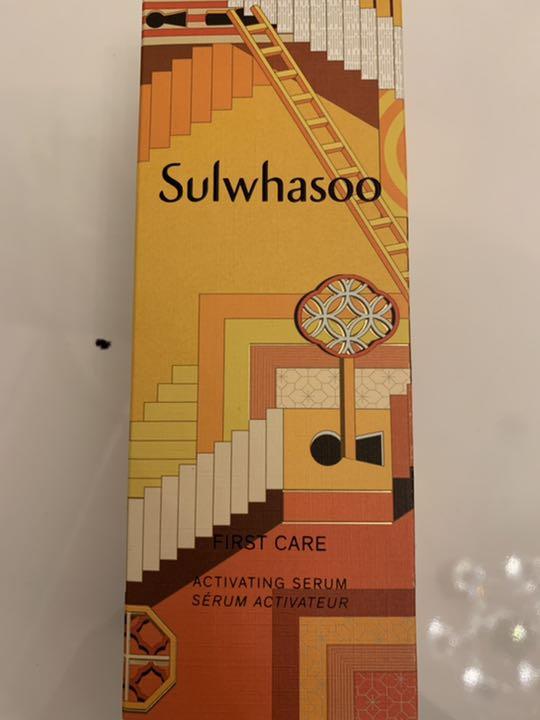 Sulwhasoo
FIRST CARE
ACTIVATING SERUM
SÉRUM ACTIVATEUR